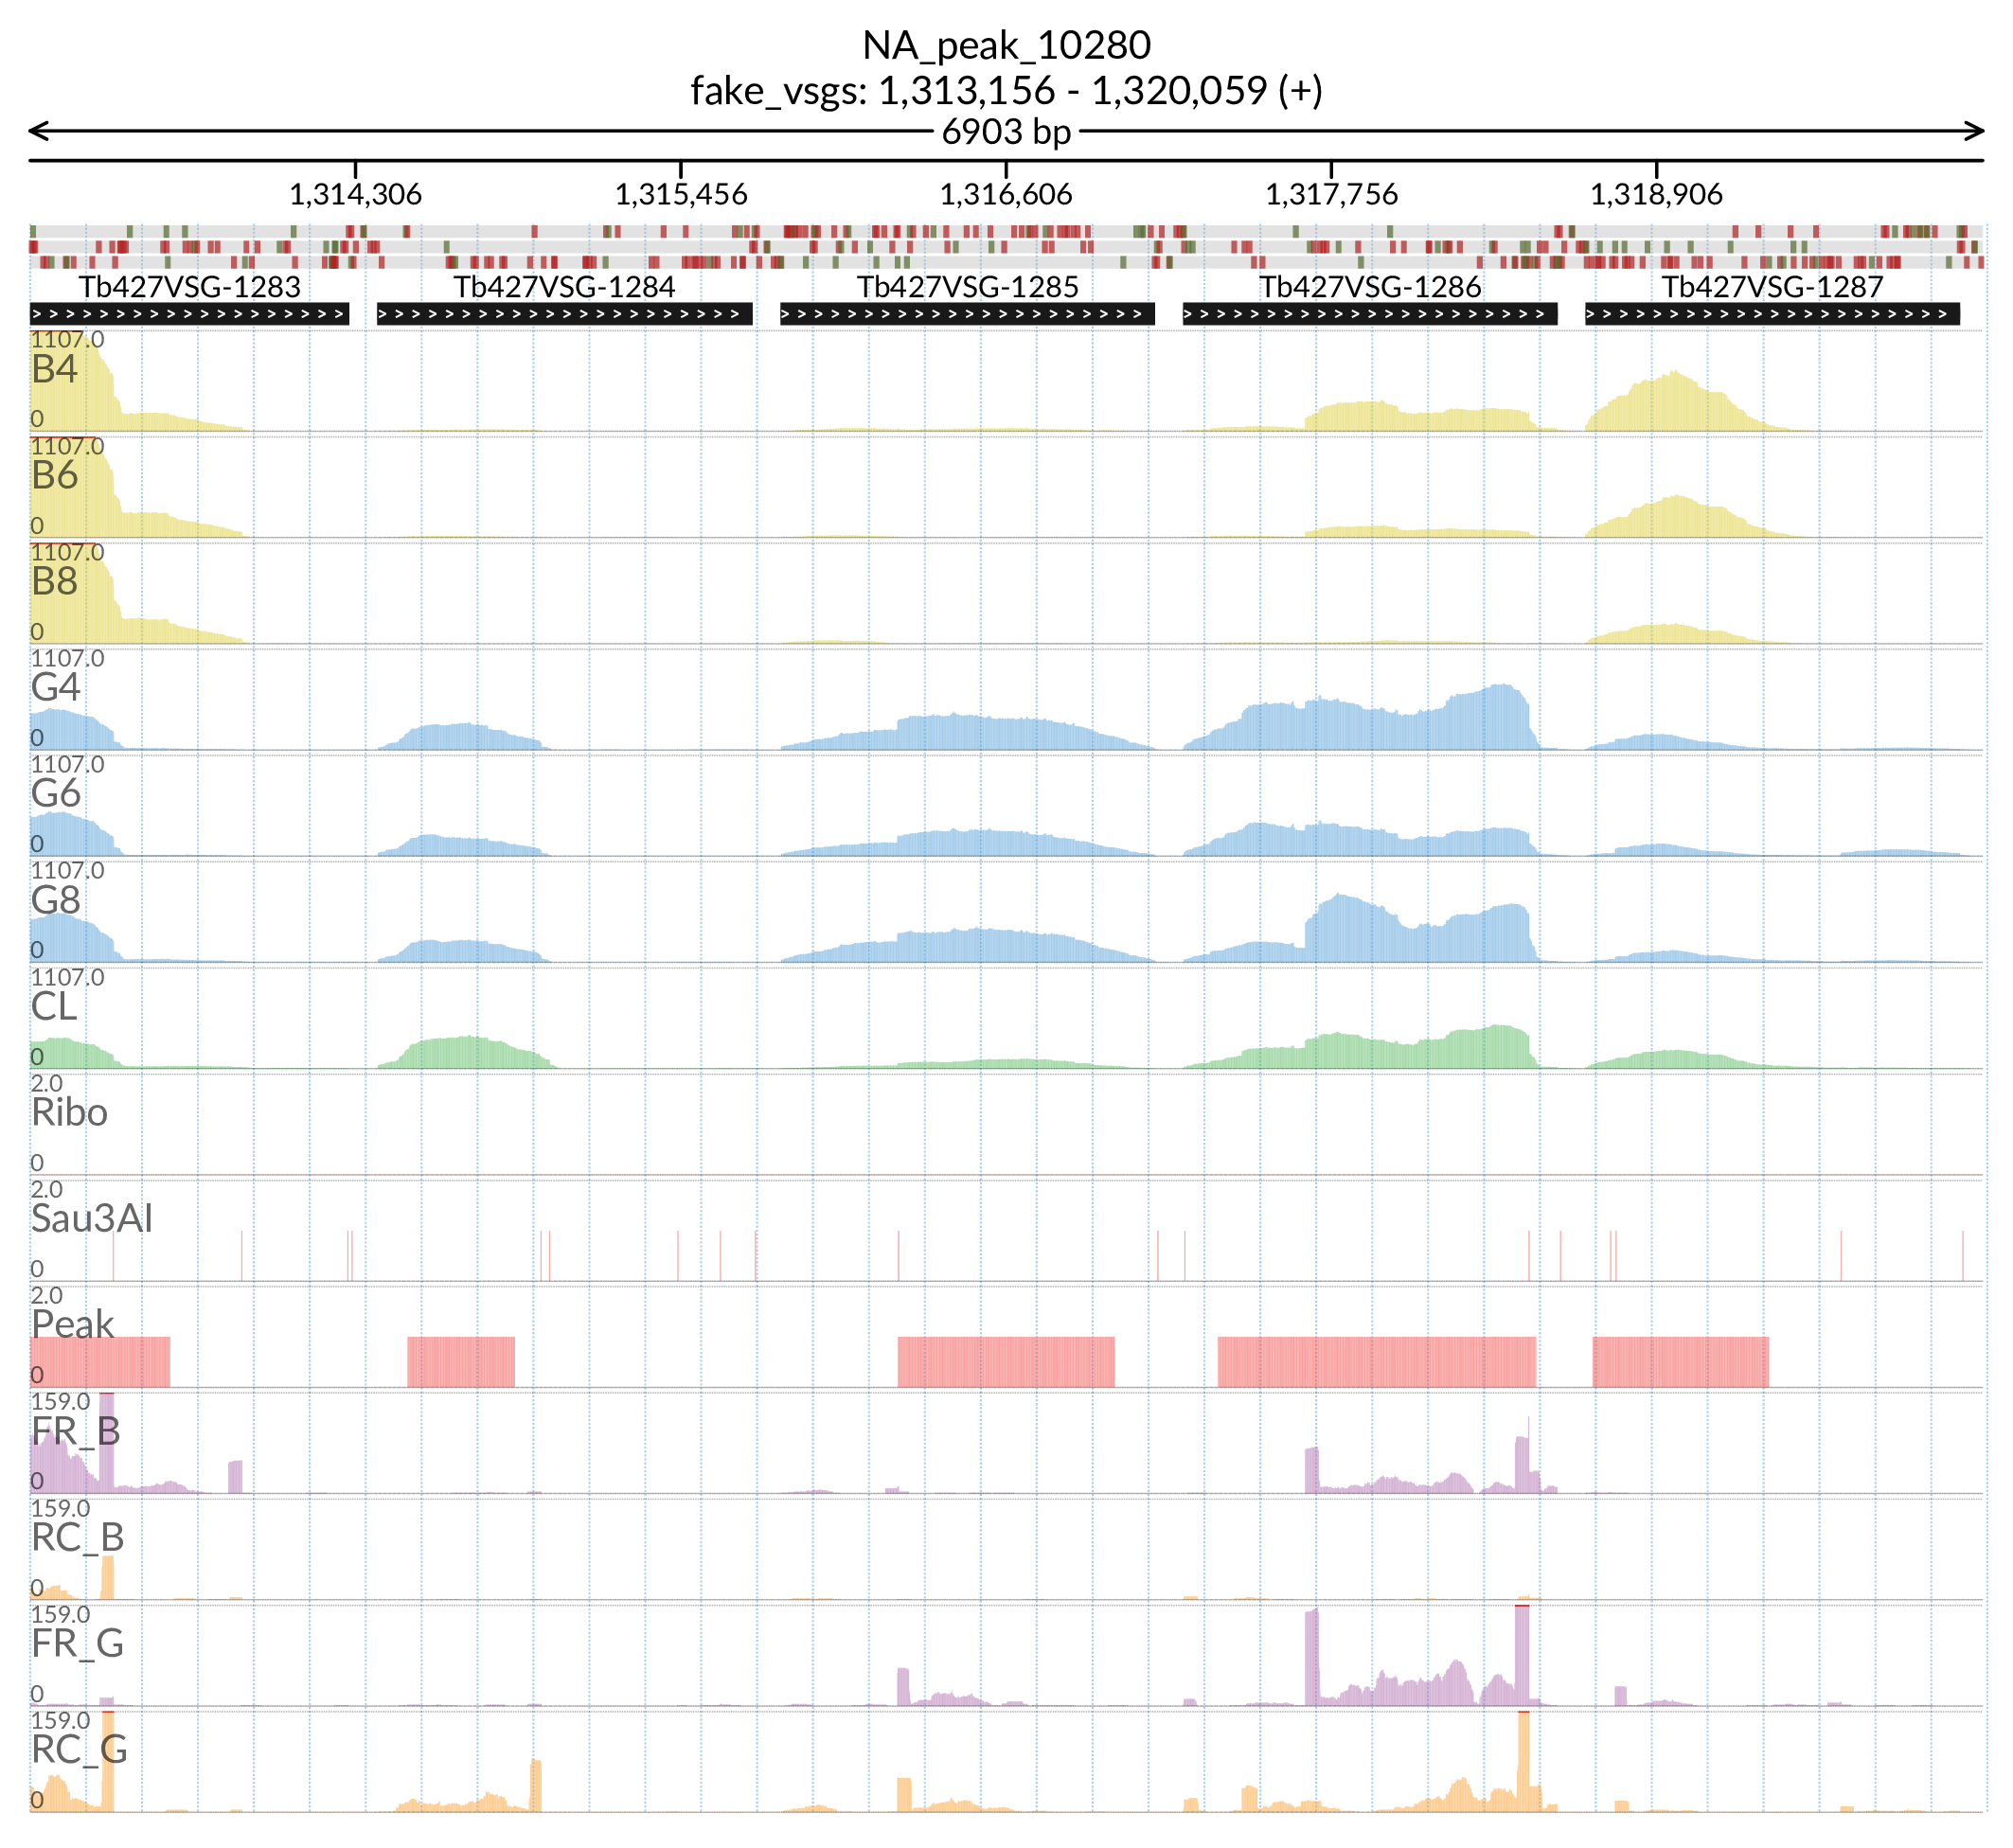 NA_peak_10280
fake_vsgs: 1,313,156 - 1,320,059 (+)
6903 bp
1,314,306 1,315,456 1,316,606 1,317,756 1,318,906
Tb427VSG-1283 Tb427VSG-1284 Tb427VSG-1285 Tb427VSG-1286 Tb427VSG-1287
1107.0
B4
0
1107.0
B6
0
1107.0
B8
0
1107.0
G4
0
1107.0
G6
0
1107.0
G8
0
1107.0
CL
0
2.0
Ribo
0
2.0
Sau3AI
0
2.0
Peak
0
159.0
FR_B
0
159.0
RC_B
0
159.0
FR_G
0
159.0
RC_G
0